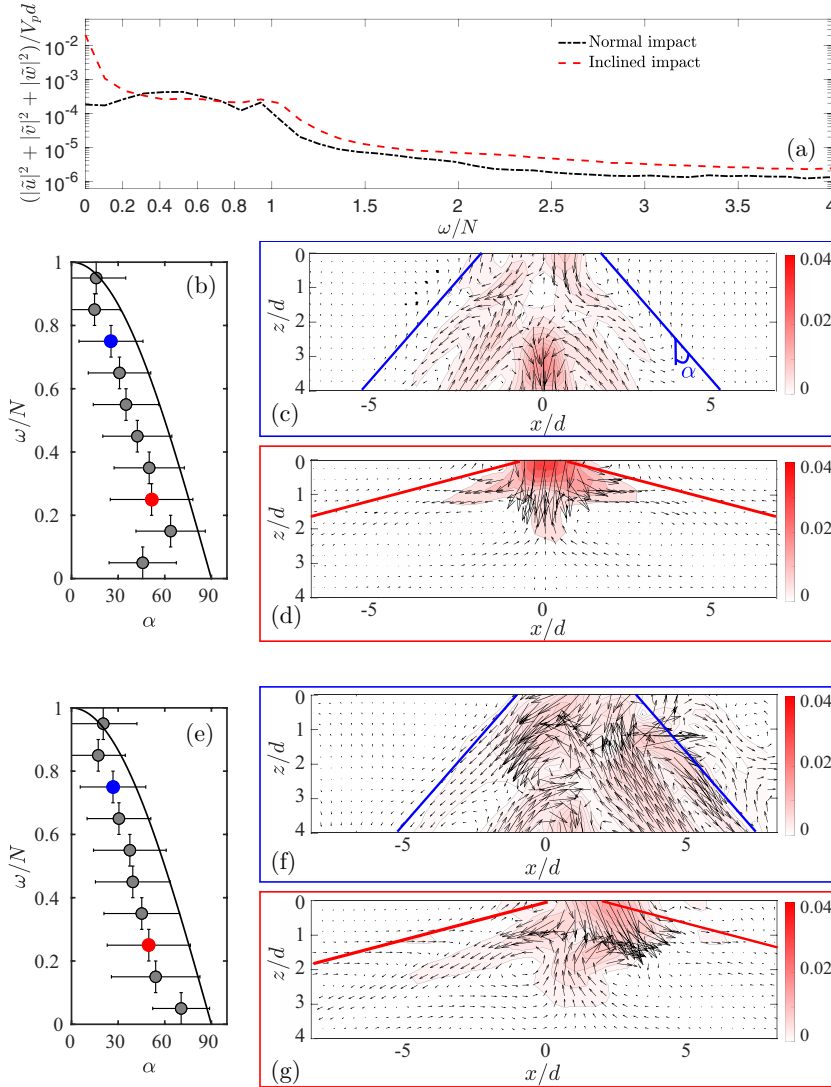 (|ũ|² + |ṽ|² + |w̃|²)/V_p d
10⁻²
10⁻³
10⁻⁴
10⁻⁵
10⁻⁶
Normal impact
Inclined impact
(a)
0 0.2 0.4 0.6 0.8 1 1.5 2 2.5 3 3.5 4
ω/N
(b)
ω/N
1
0.8
0.6
0.4
0.2
0
0 30 60 90
α
z/d
0
1
2
3
4
α
0.04
0.02
0
-5 0 5
(c)
x/d
z/d
0
1
2
3
4
0.04
0.02
0
-5 0 5
(d)
x/d
(e)
ω/N
1
0.8
0.6
0.4
0.2
0
0 30 60 90
α
z/d
0
1
2
3
4
0.04
0.02
0
-5 0 5
(f)
x/d
z/d
0
1
2
3
4
0.04
0.02
0
-5 0 5
(g)
x/d